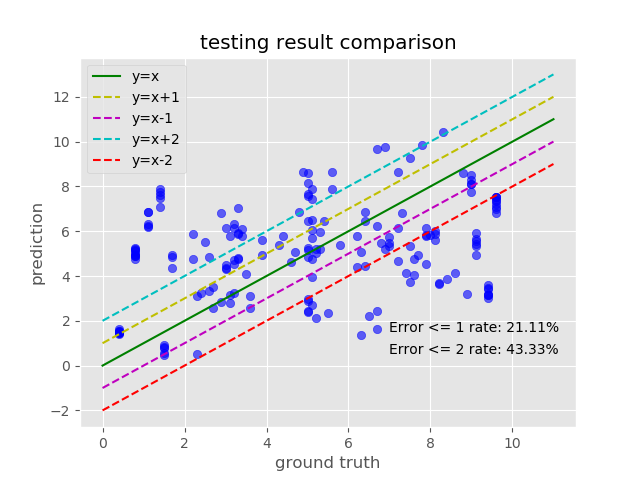 testing result comparison
y=x
y=x+1
y=x-1
y=x+2
y=x-2
12
10
8
6
4
2
0
−2
prediction
Error <= 1 rate: 21.11%
Error <= 2 rate: 43.33%
0 2 4 6 8 10
ground truth